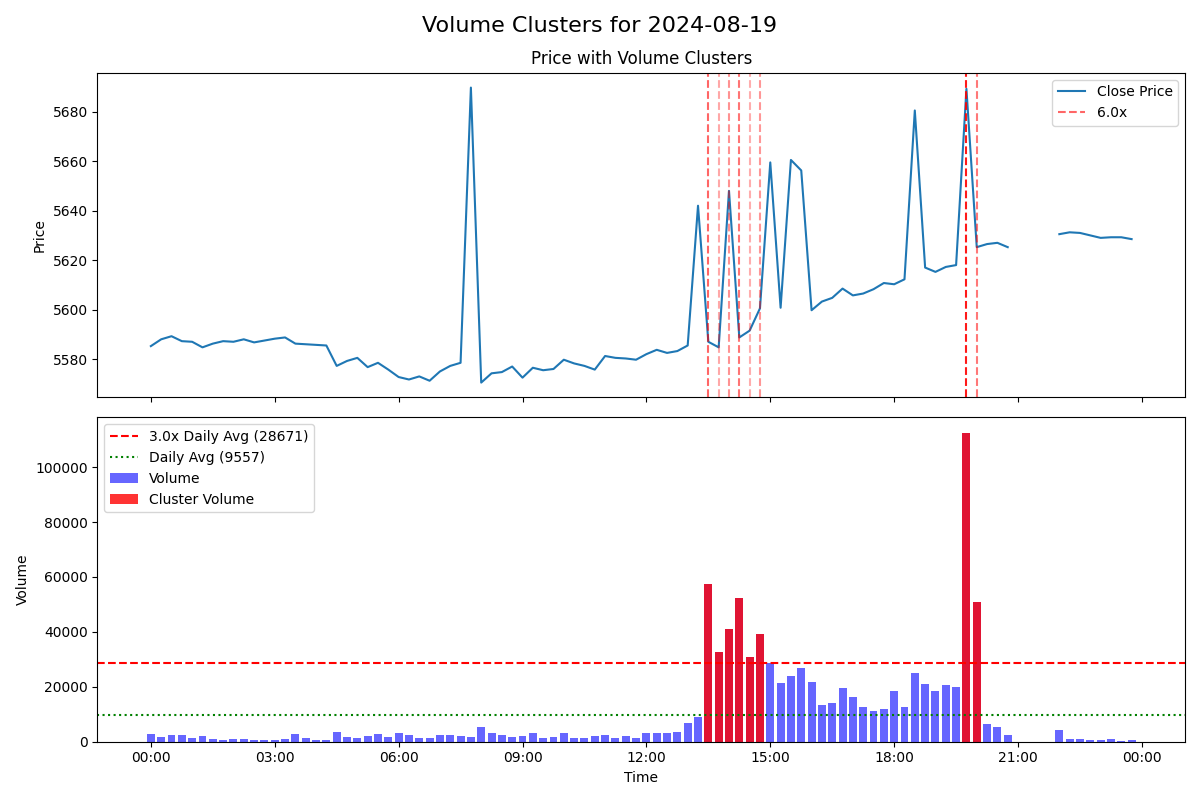 Volume Clusters for 2024-08-19
Price with Volume Clusters
Price
5680
5660
5640
5620
5600
5580
Close Price
6.0x
Volume
100000
80000
60000
40000
20000
0
3.0x Daily Avg (28671)
Daily Avg (9557)
Volume
Cluster Volume
00:00 03:00 06:00 09:00 12:00 15:00 18:00 21:00 00:00
Time